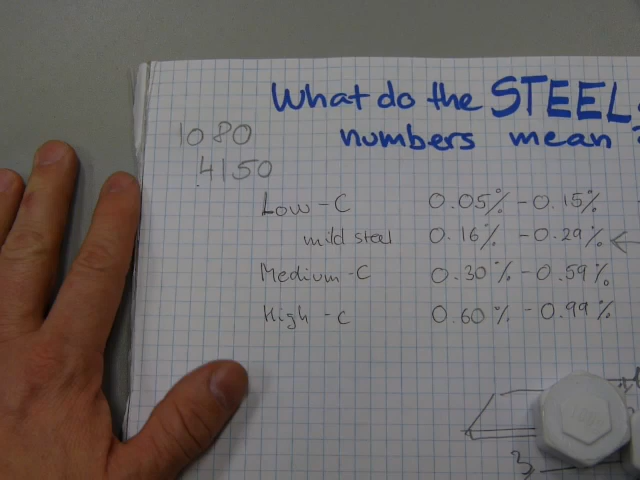 What do the STEEL
numbers mean ?
1080
4150
Low - C 0.05% - 0.15%
mild steel 0.16% - 0.29% ←
Medium - C 0.30% - 0.59%
High - C 0.60% - 0.99%
3,